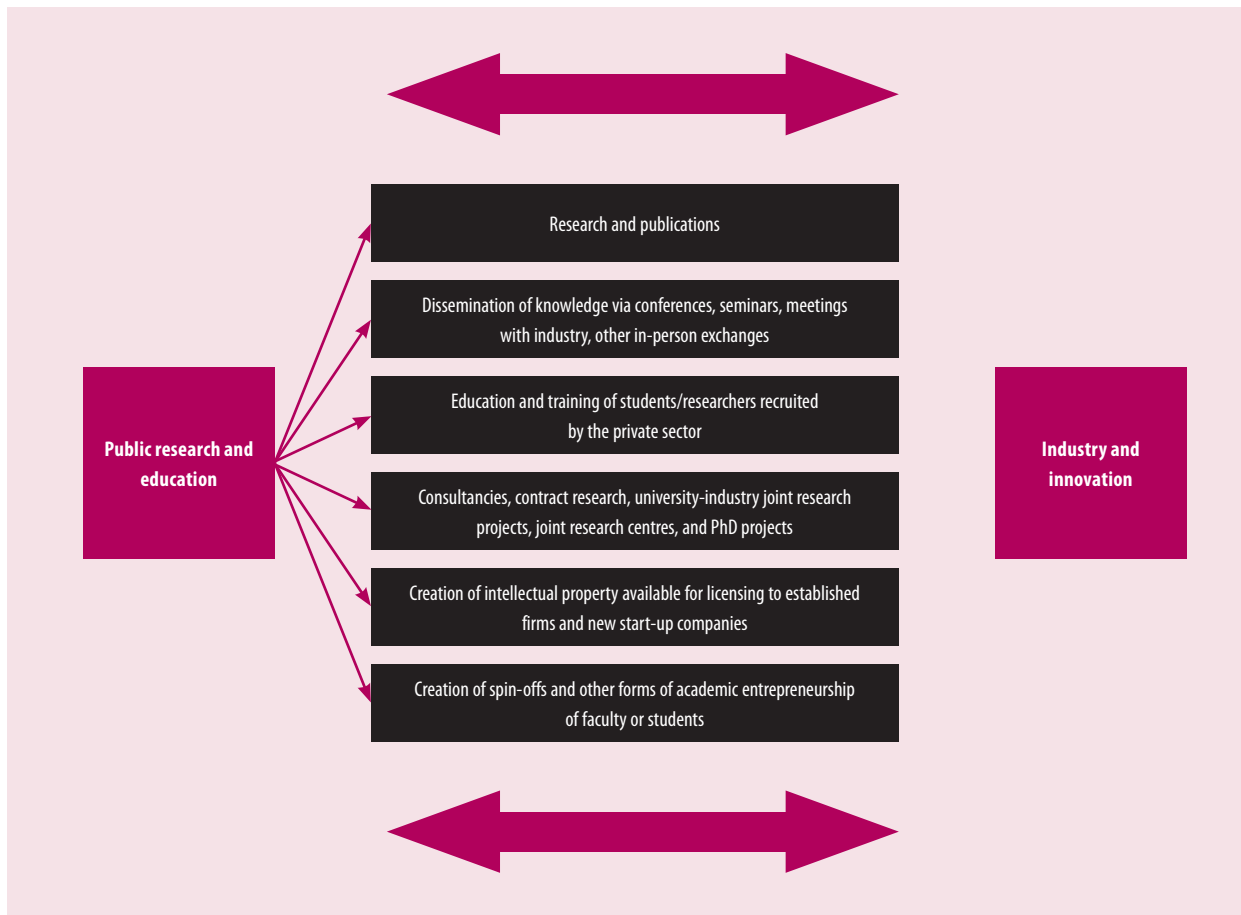 Research and publications
Dissemination of knowledge via conferences, seminars, meetings
with industry, other in-person exchanges
Education and training of students/researchers recruited
by the private sector
Public research and
education
Industry and
innovation
Consultancies, contract research, university-industry joint research
projects, joint research centres, and PhD projects
Creation of intellectual property available for licensing to established
firms and new start-up companies
Creation of spin-offs and other forms of academic entrepreneurship
of faculty or students